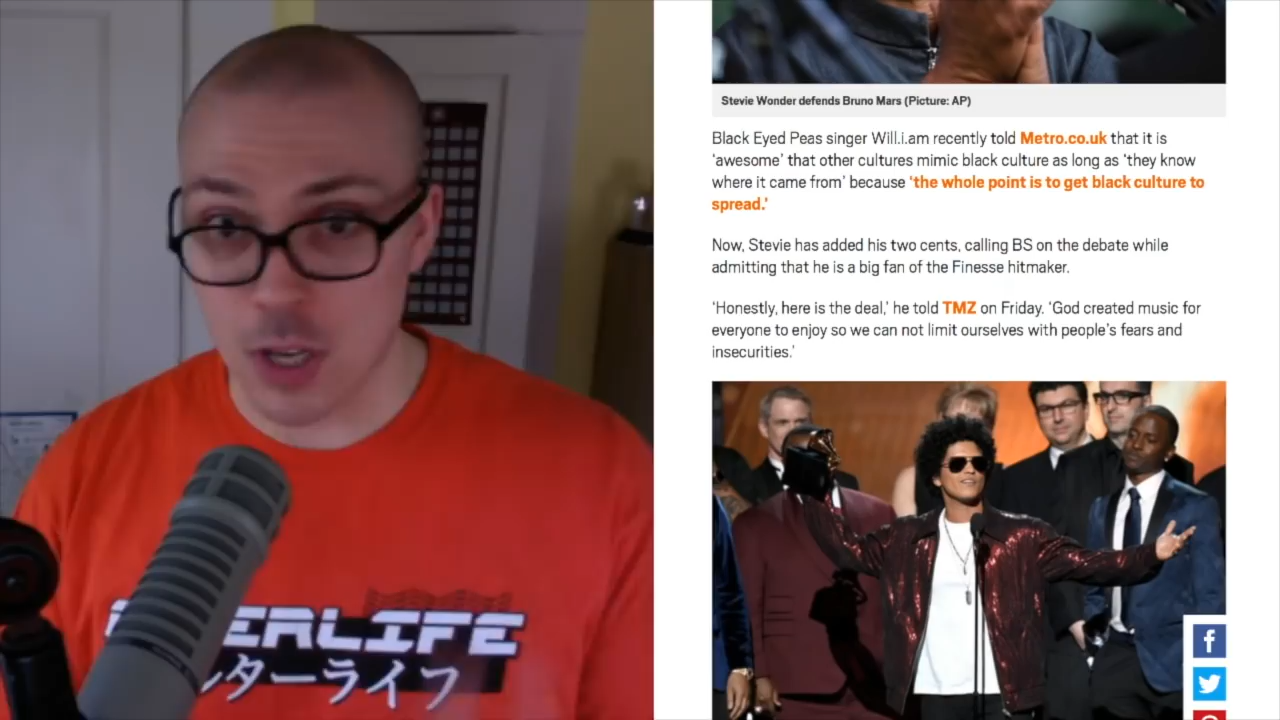 Stevie Wonder defends Bruno Mars (Picture: AP)
Black Eyed Peas singer Will.i.am recently told Metro.co.uk that it is
‘awesome’ that other cultures mimic black culture as long as ‘they know
where it came from’ because ‘the whole point is to get black culture to
spread.’
Now, Stevie has added his two cents, calling BS on the debate while
admitting that he is a big fan of the Finesse hitmaker.
‘Honestly, here is the deal,’ he told TMZ on Friday. ‘God created music for
everyone to enjoy so we can not limit ourselves with people’s fears and
insecurities.’
ERLIFE
ターライフ